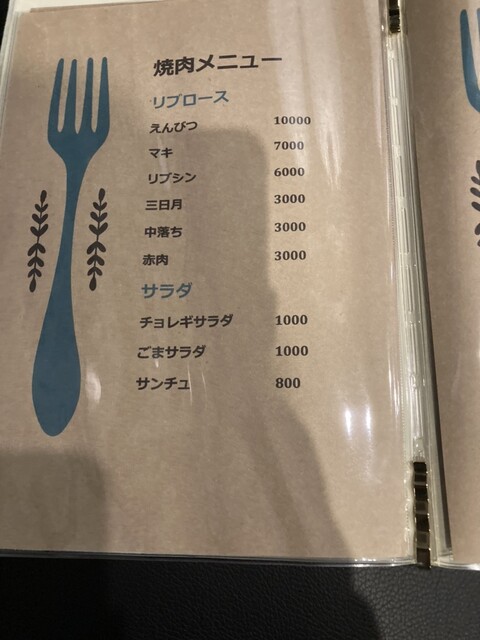 焼肉メニュー
リブロース
えんぴつ 10000
マキ 7000
リブシン 6000
三日月 3000
中落ち 3000
赤肉 3000
サラダ
チョレギサラダ 1000
ごまサラダ 1000
サンチュ 800